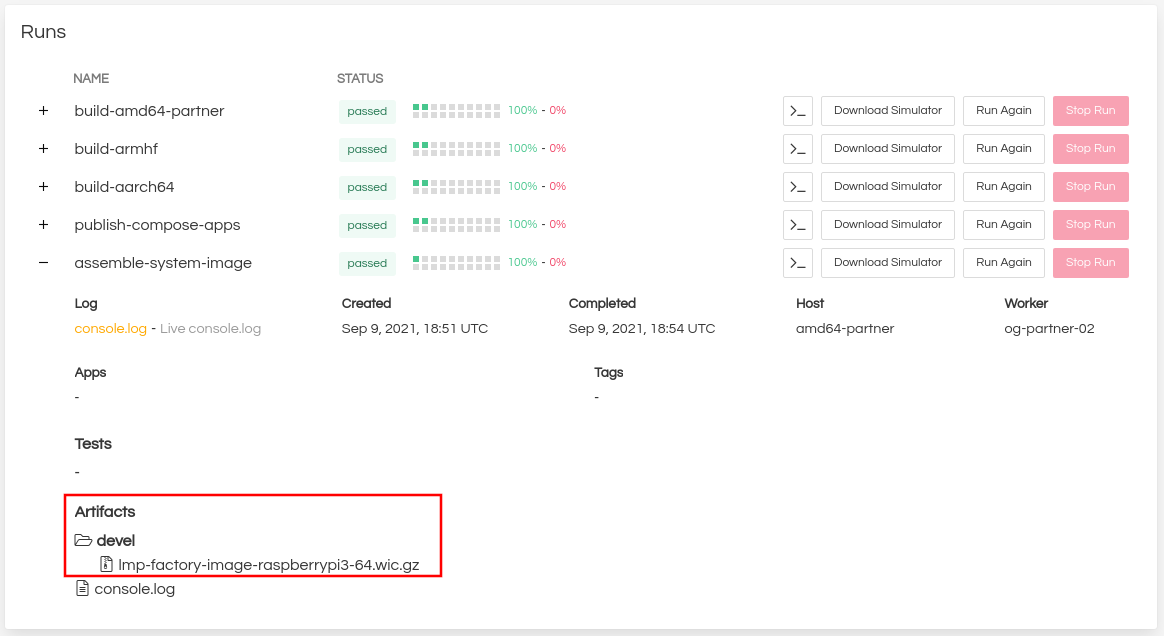 Runs
NAME STATUS
+ build-amd64-partner passed 100% - 0% >_ Download Simulator Run Again Stop Run
+ build-armhf passed 100% - 0% >_ Download Simulator Run Again Stop Run
+ build-aarch64 passed 100% - 0% >_ Download Simulator Run Again Stop Run
+ publish-compose-apps passed 100% - 0% >_ Download Simulator Run Again Stop Run
− assemble-system-image passed 100% - 0% >_ Download Simulator Run Again Stop Run
Log Created Completed Host Worker
console.log - Live console.log Sep 9, 2021, 18:51 UTC Sep 9, 2021, 18:54 UTC amd64-partner og-partner-02
Apps Tags
- -
Tests
-
Artifacts
devel
lmp-factory-image-raspberrypi3-64.wic.gz
console.log